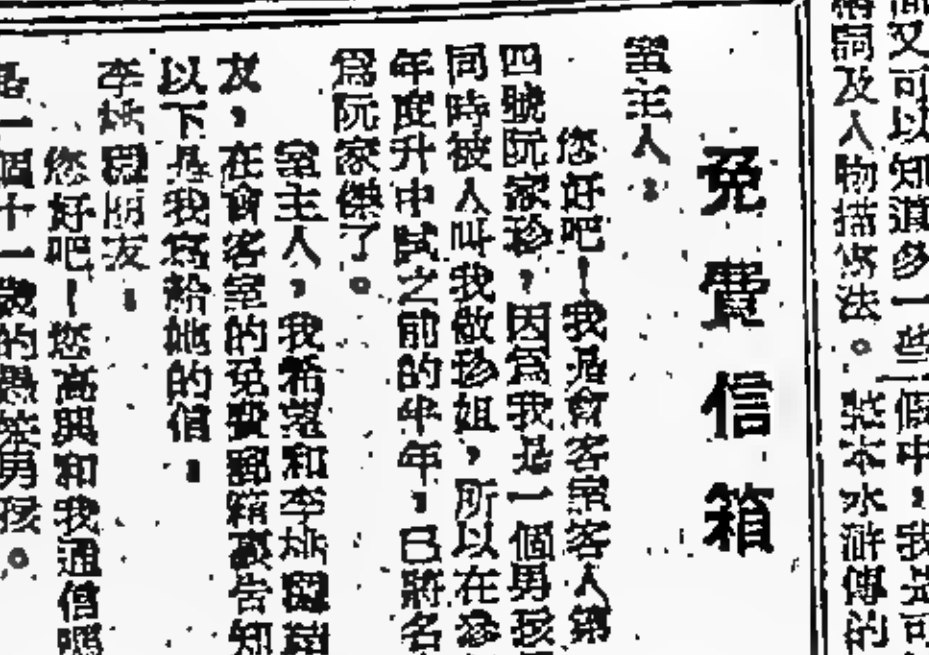 間又可以知道多一些
假中，我是可
詞及人物描寫法。
水滸傳的
免費信箱
室主人：
您好吧！我是會客室客人第
四號阮家珍，因為我是一個男孩
同時被人叫我做珍姐，所以在
年度升中試之前的半年，已將名
為阮家傑了。
室主人，我希望和李
友，在會客室的免費郵箱裏告知
以下是我寫給她的信：
李 朋友：
您好吧！您高興和我通信嗎
是一個十一歲的愚笨男孩。